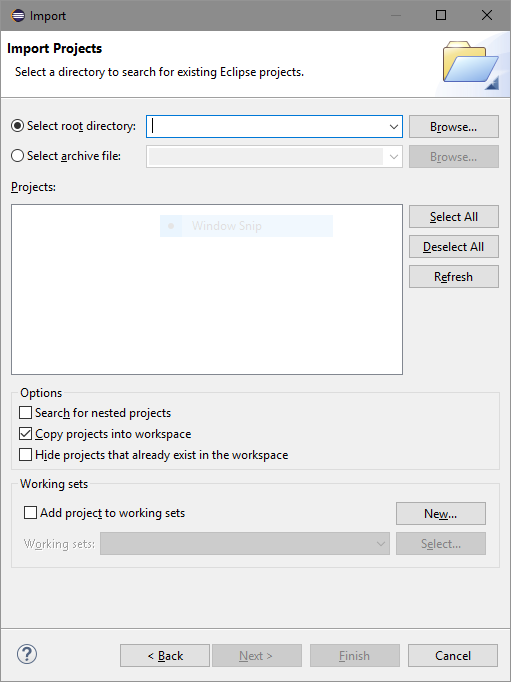 Import
Import Projects
Select a directory to search for existing Eclipse projects.
Select root directory:
Browse...
Select archive file:
Browse...
Projects:
Window Snip
Select All
Deselect All
Refresh
Options
Search for nested projects
Copy projects into workspace
Hide projects that already exist in the workspace
Working sets
Add project to working sets
New...
Working sets:
Select...
?
< Back
Next >
Finish
Cancel